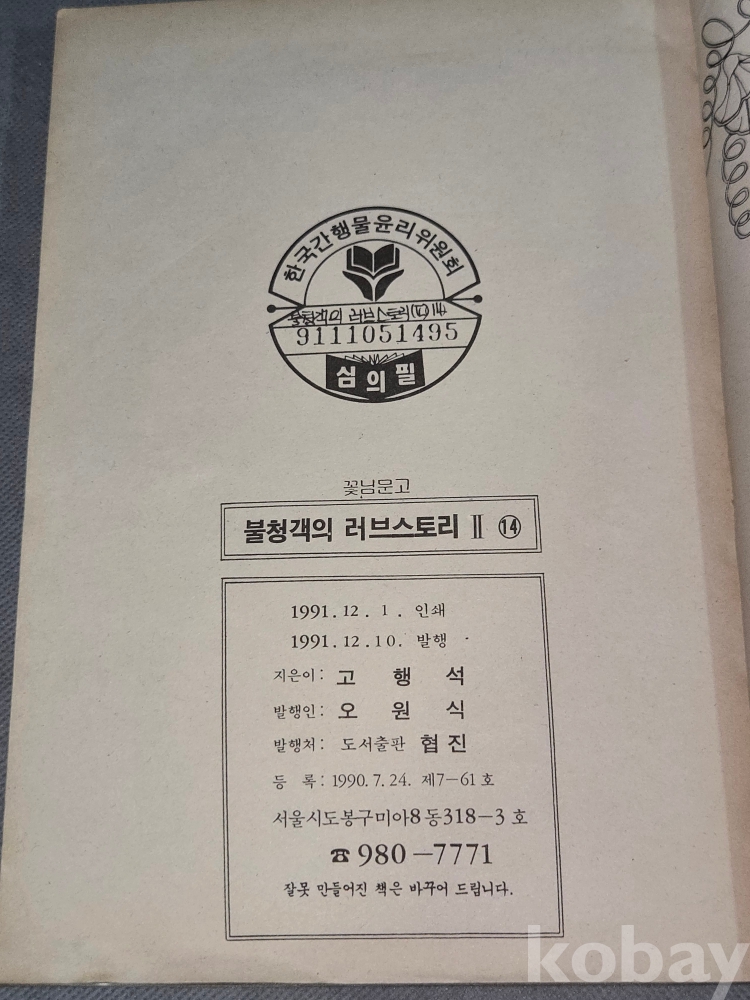 한국간행물윤리위원회
불청객의 러브스토리(Ⅱ)14
9111051495
심의필
꽃님문고
불청객의 러브스토리 Ⅱ ⑭
1991. 12. 1. 인쇄
1991. 12. 10. 발행
지은이: 고 행 석
발행인: 오 원 식
발행처: 도서출판 협진
등 록: 1990. 7. 24. 제7-61호
서울시도봉구미아8동318-3호
☎ 980-7771
잘못 만들어진 책은 바꾸어 드립니다.
kobay